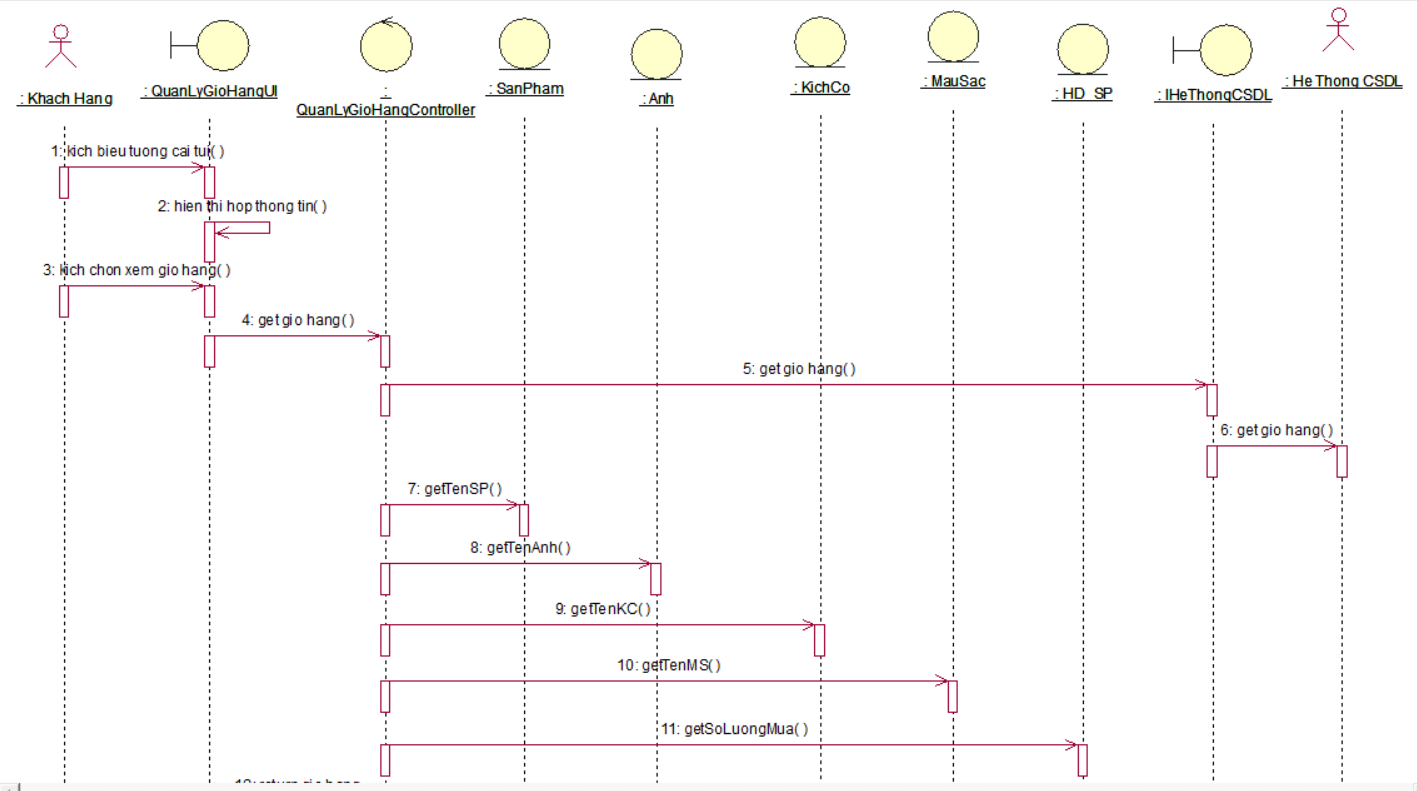 : Khach Hang
: QuanLyGioHangUI
:
QuanLyGioHangController
: SanPham
: Anh
: KichCo
: MauSac
: HD_SP
: IHeThongCSDL
: He Thong CSDL
1: kich bieu tuong cai tui( )
2: hien thi hop thong tin( )
3: kich chon xem gio hang( )
4: get gio hang( )
5: get gio hang( )
6: get gio hang( )
7: getTenSP( )
8: getTenAnh( )
9: getTenKC( )
10: getTenMS( )
11: getSoLuongMua( )